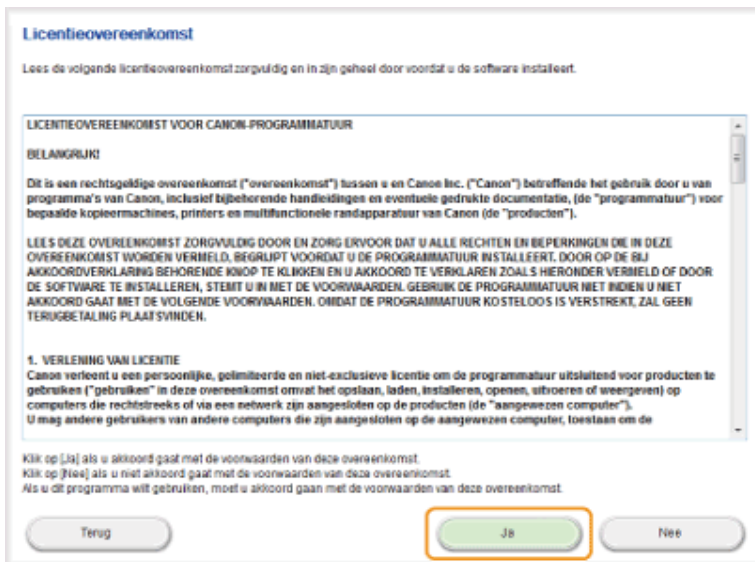 Licentieovereenkomst
Lees de volgende licentieovereenkomst zorgvuldig en in zijn geheel door voordat u de software installeert.
LICENTIEOVEREENKOMST VOOR CANON-PROGRAMMATUUR
BELANGRIJK!
Dit is een rechtsgeldige overeenkomst ("overeenkomst") tussen u en Canon Inc. ("Canon") betreffende het gebruik door u van
programma's van Canon, inclusief bijbehorende handleidingen en eventuele gedrukte documentatie, (de "programmatuur") voor
bepaalde kopieermachines, printers en multifunctionele randapparatuur van Canon (de "producten").
LEES DEZE OVEREENKOMST ZORGVULDIG DOOR EN ZORG ERVOOR DAT U ALLE RECHTEN EN BEPERKINGEN DIE IN DEZE
OVEREENKOMST WORDEN VERMELD, BEGRIJPT VOORDAT U DE PROGRAMMATUUR INSTALLEERT. DOOR OP DE BIJ
AKKOORDVERKLARING BEHORENDE KNOP TE KLIKKEN EN U AKKOORD TE VERKLAREN ZOALS HIERONDER VERMELD OF DOOR
DE SOFTWARE TE INSTALLEREN, STEMT U IN MET DE VOORWAARDEN. GEBRUIK DE PROGRAMMATUUR NIET INDIEN U NIET
AKKOORD GAAT MET DE VOLGENDE VOORWAARDEN. OMDAT DE PROGRAMMATUUR KOSTELOOS IS VERSTREKT, ZAL GEEN
TERUGBETALING PLAATSVINDEN.
1. VERLENING VAN LICENTIE
Canon verleent u een persoonlijke, gelimiteerde en niet-exclusieve licentie om de programmatuur uitsluitend voor producten te
gebruiken ("gebruiken" in deze overeenkomst omvat het opslaan, laden, installeren, openen, uitvoeren of weergeven) op
computers die rechtstreeks of via een netwerk zijn aangesloten op de producten (de "aangewezen computer").
U mag andere gebruikers van andere computers die zijn aangesloten op de aangewezen computer, toestaan om de
Klik op [Ja] als u akkoord gaat met de voorwaarden van deze overeenkomst.
Klik op [Nee] als u niet akkoord gaat met de voorwaarden van deze overeenkomst.
Als u dit programma wilt gebruiken, moet u akkoord gaan met de voorwaarden van deze overeenkomst.
Terug Ja Nee